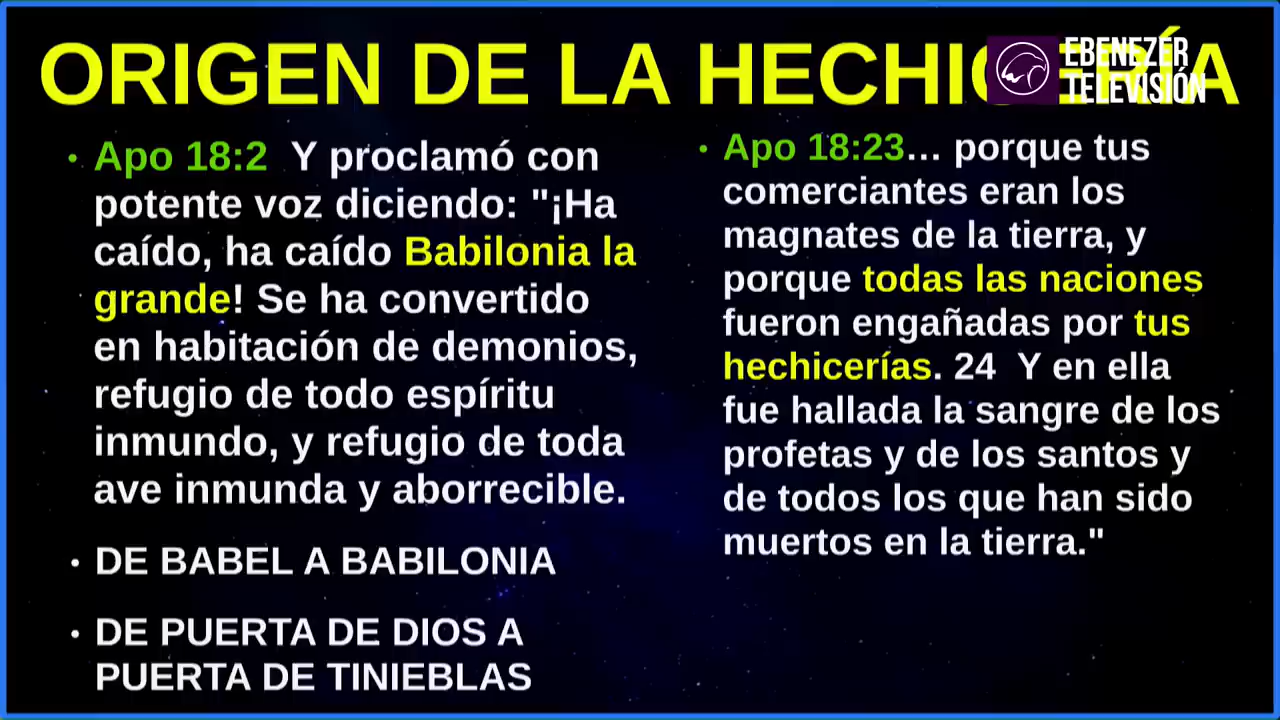 ORIGEN DE LA HECHICERÍA
EBENEZER
TELEVISIÓN
• Apo 18:2 Y proclamó con
potente voz diciendo: "¡Ha
caído, ha caído Babilonia la
grande! Se ha convertido
en habitación de demonios,
refugio de todo espíritu
inmundo, y refugio de toda
ave inmunda y aborrecible.
• DE BABEL A BABILONIA
• DE PUERTA DE DIOS A
PUERTA DE TINIEBLAS
• Apo 18:23… porque tus
comerciantes eran los
magnates de la tierra, y
porque todas las naciones
fueron engañadas por tus
hechicerías. 24 Y en ella
fue hallada la sangre de los
profetas y de los santos y
de todos los que han sido
muertos en la tierra."